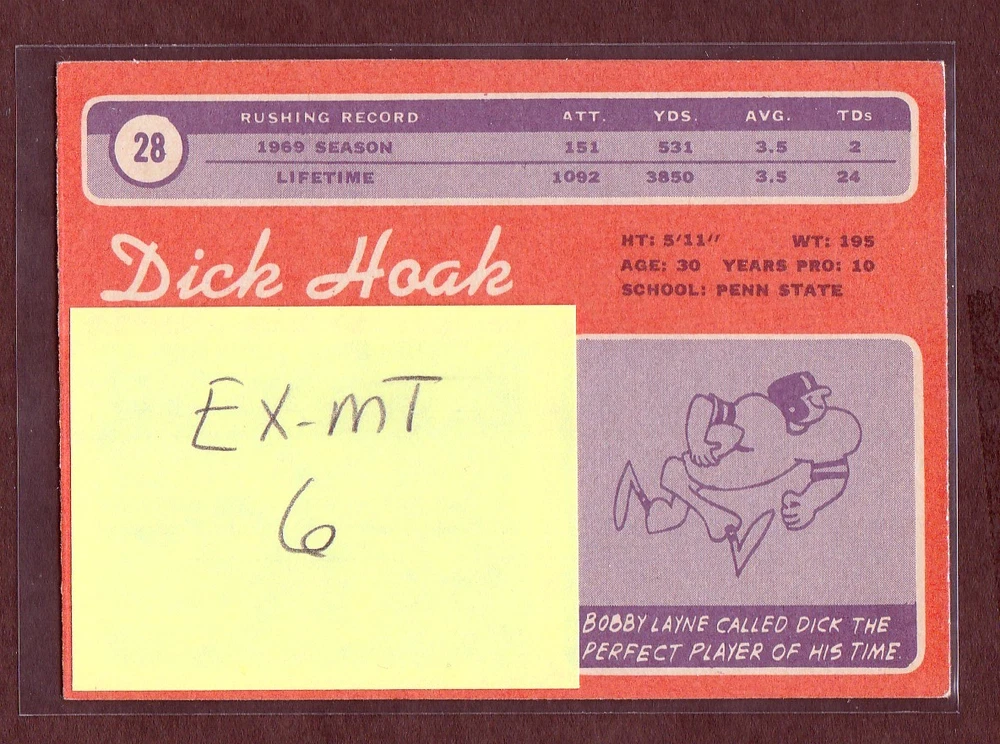 28
RUSHING RECORD ATT. YDS. AVG. TDs
1969 SEASON 151 531 3.5 2
LIFETIME 1092 3850 3.5 24
Dick Hoak
HT: 5'11" WT: 195
AGE: 30 YEARS PRO: 10
SCHOOL: PENN STATE
EX-MT
6
BOBBY LAYNE CALLED DICK THE
PERFECT PLAYER OF HIS TIME.